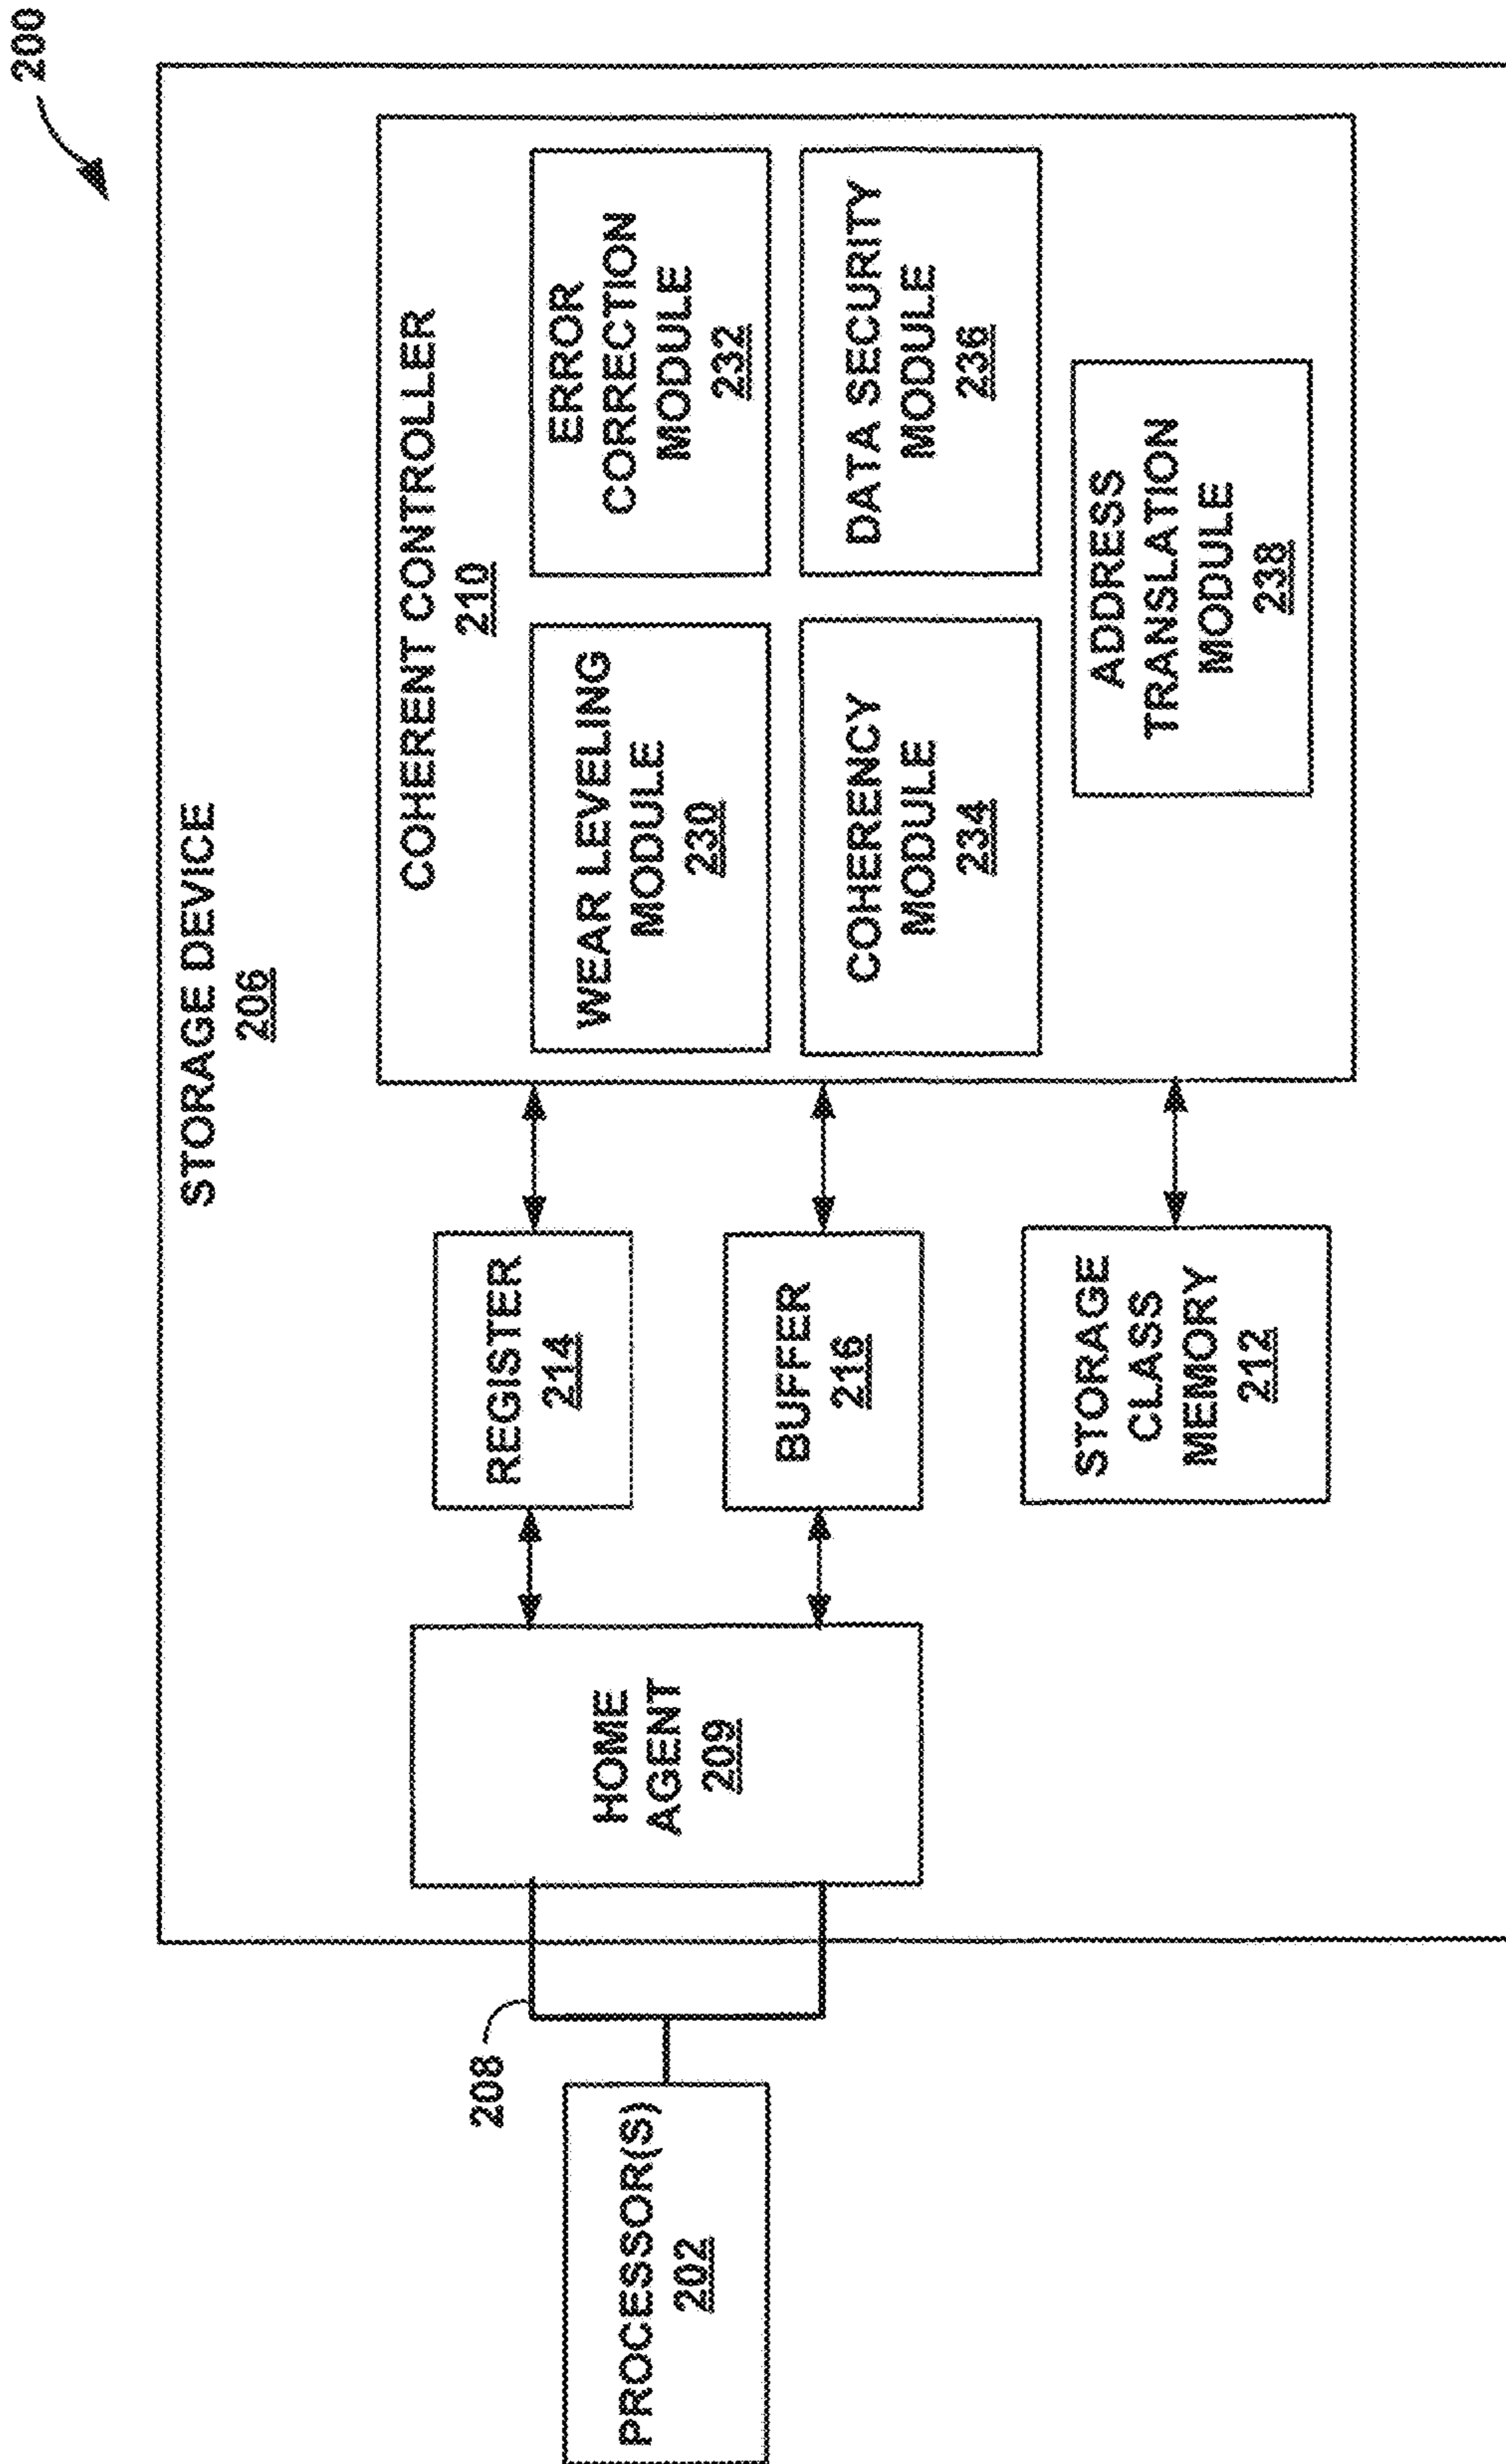 200
STORAGE DEVICE
206
COHERENT CONTROLLER
210
WEAR LEVELING
MODULE
230
ERROR
CORRECTION
MODULE
232
COHERENCY
MODULE
234
DATA SECURITY
MODULE
236
ADDRESS
TRANSLATION
MODULE
238
REGISTER
214
BUFFER
216
STORAGE
CLASS
MEMORY
212
HOME
AGENT
209
208
PROCESSOR(S)
202